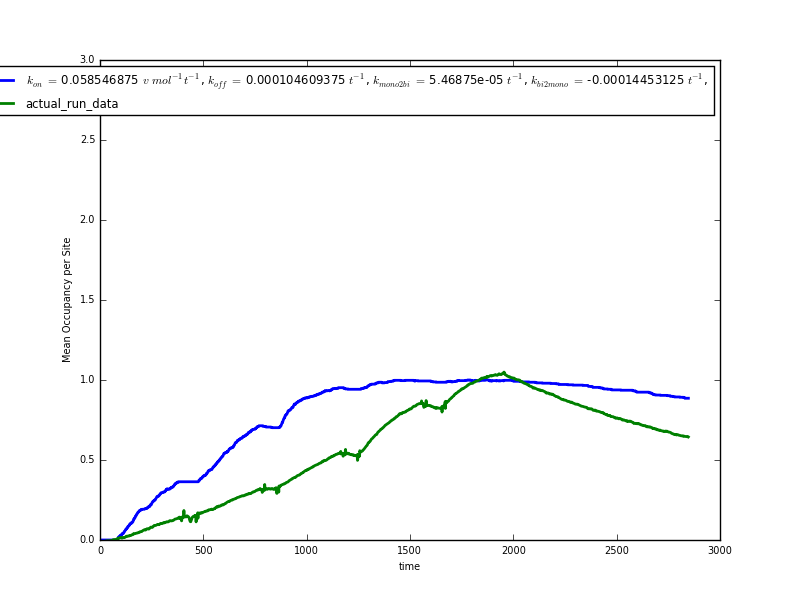 3.0
k_on = 0.058546875 v mol^−1 t^−1, k_off = 0.000104609375 t^−1, k_mono2bi = 5.46875e-05 t^−1, k_bi2mono = -0.00014453125 t^−1,
actual_run_data
2.5
2.0
1.5
1.0
0.5
0.0
Mean Occupancy per Site
0 500 1000 1500 2000 2500 3000
time